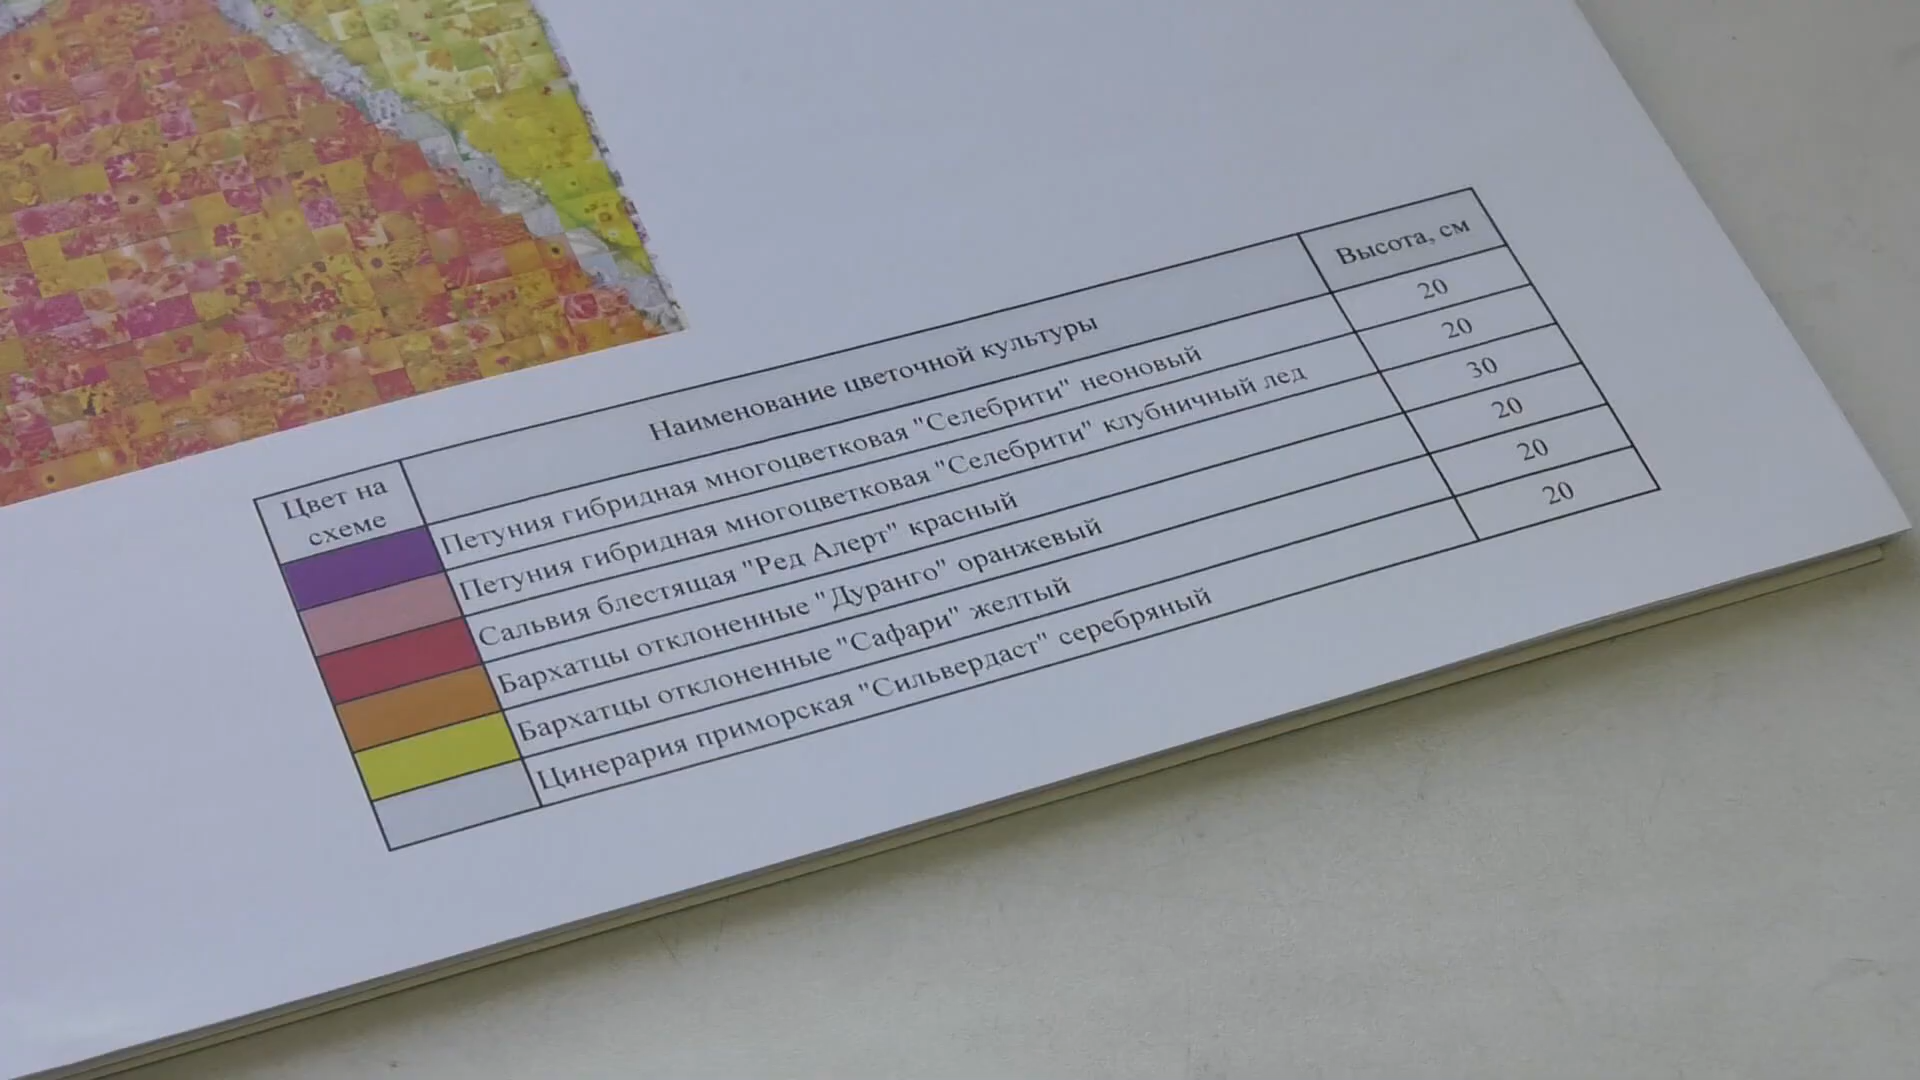 Цвет на
схеме
Наименование цветочной культуры
Высота, см
Петуния гибридная многоцветковая "Селебрити" неоновый
20
Петуния гибридная многоцветковая "Селебрити" клубничный лед
20
Сальвия блестящая "Ред Алерт" красный
30
Бархатцы отклоненные "Дуранго" оранжевый
20
Бархатцы отклоненные "Сафари" желтый
20
Цинерария приморская "Сильвердаст" серебряный
20